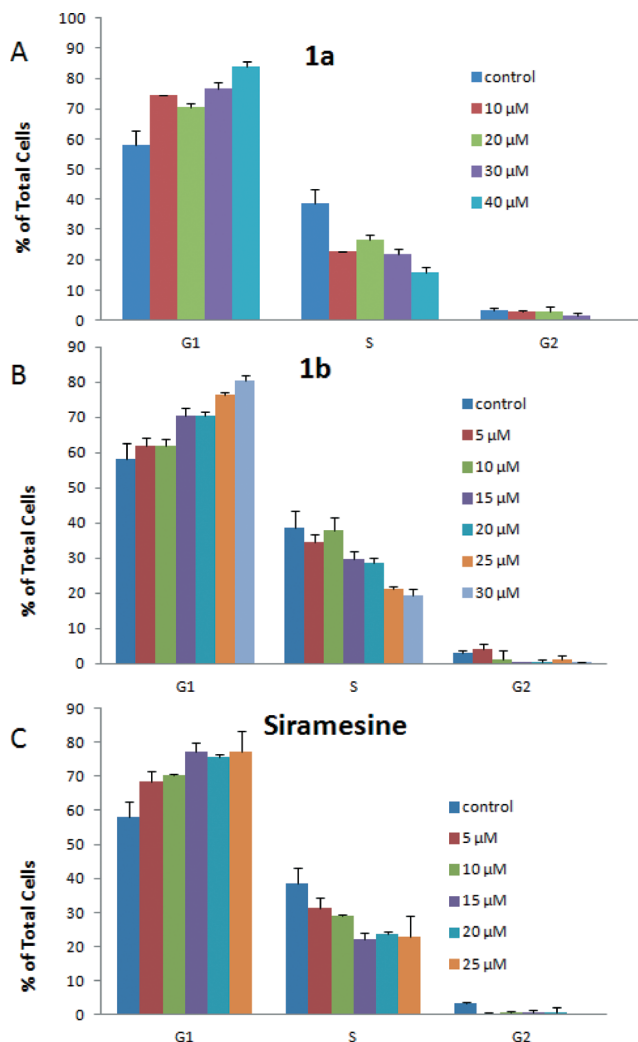 A
1a
% of Total Cells
90
80
70
60
50
40
30
20
10
0
control
10 µM
20 µM
30 µM
40 µM
G1 S G2
B
1b
% of Total Cells
90
80
70
60
50
40
30
20
10
0
control
5 µM
10 µM
15 µM
20 µM
25 µM
30 µM
G1 S G2
C
Siramesine
% of Total Cells
90
80
70
60
50
40
30
20
10
0
control
5 µM
10 µM
15 µM
20 µM
25 µM
G1 S G2